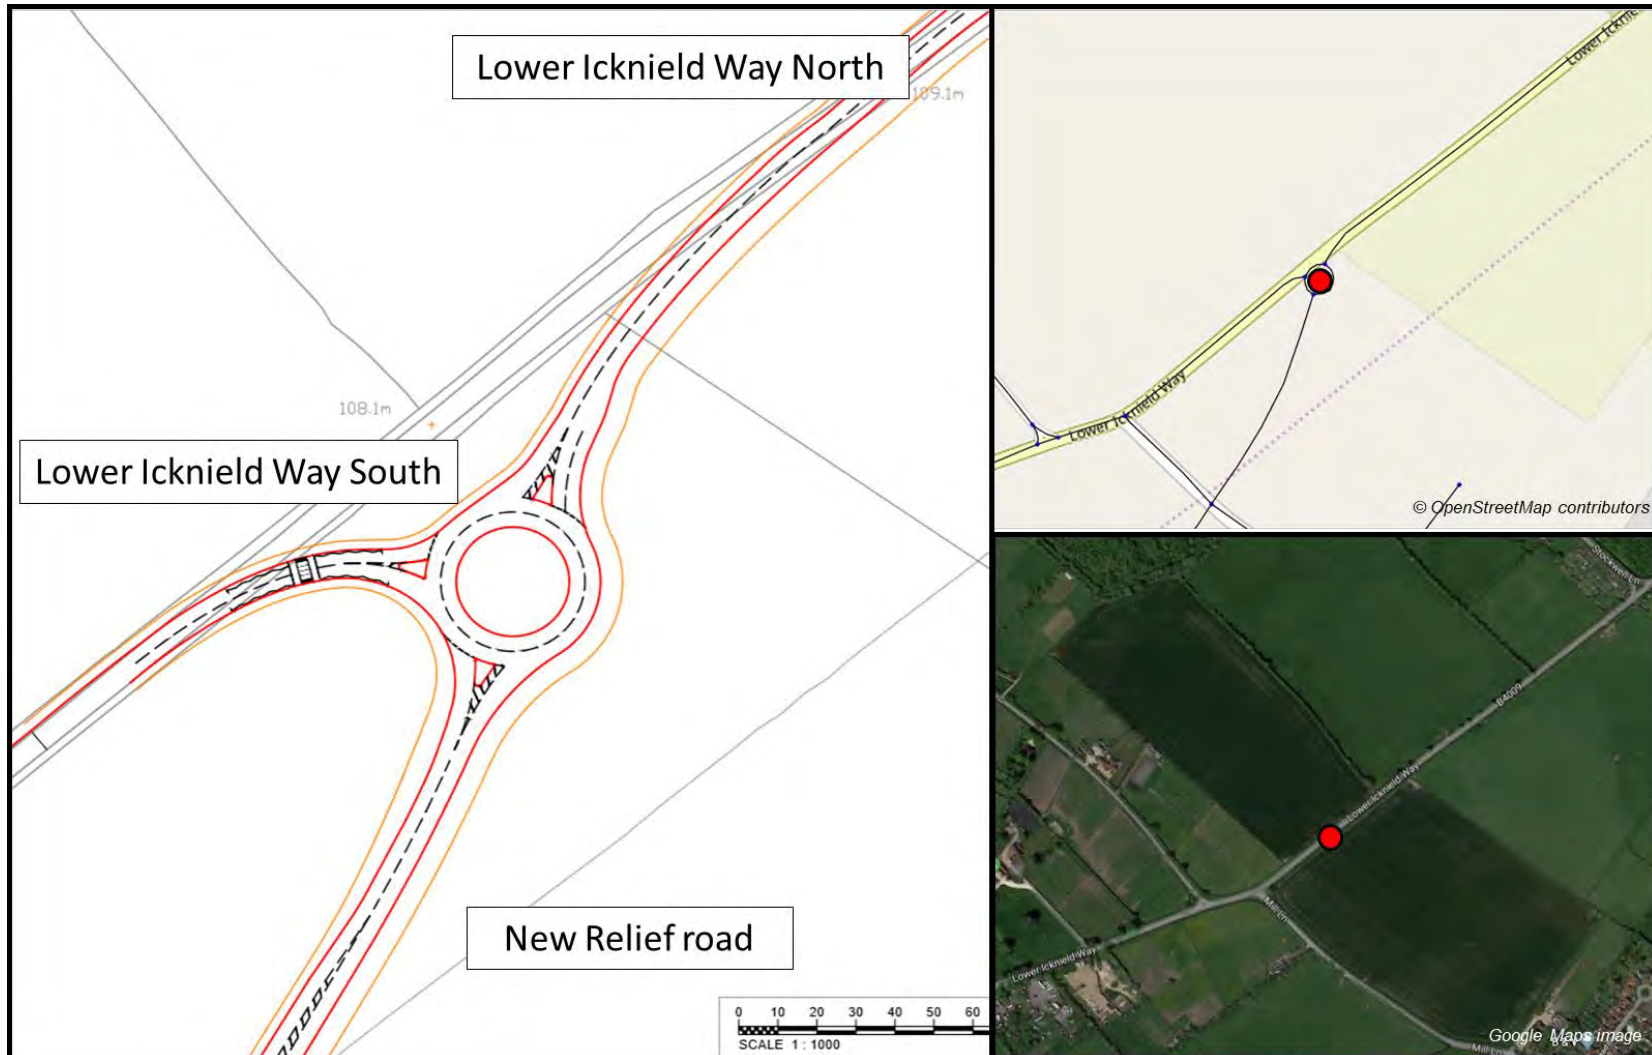 Lower Icknield Way North
109.1m
108.1m
Lower Icknield Way South
New Relief road
0 10 20 30 40 50 60
SCALE 1 : 1000
Lower Ickni
Lower Icknield Way
© OpenStreetMap contributors
Stockwell Ln
B4009
Lower Icknield Way
Mill Ln
Lower Icknield Way
Google Maps image
Mill Ln